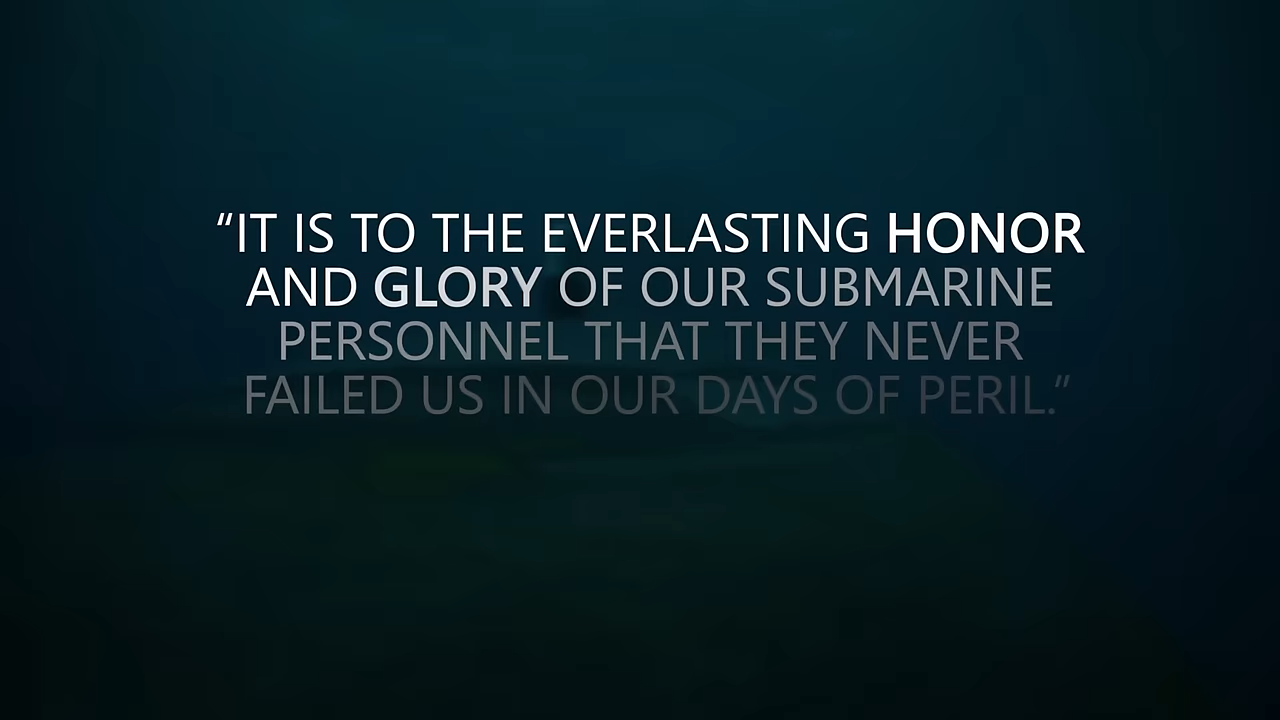 “IT IS TO THE EVERLASTING HONOR
AND GLORY OF OUR SUBMARINE
PERSONNEL THAT THEY NEVER
FAILED US IN OUR DAYS OF PERIL.”